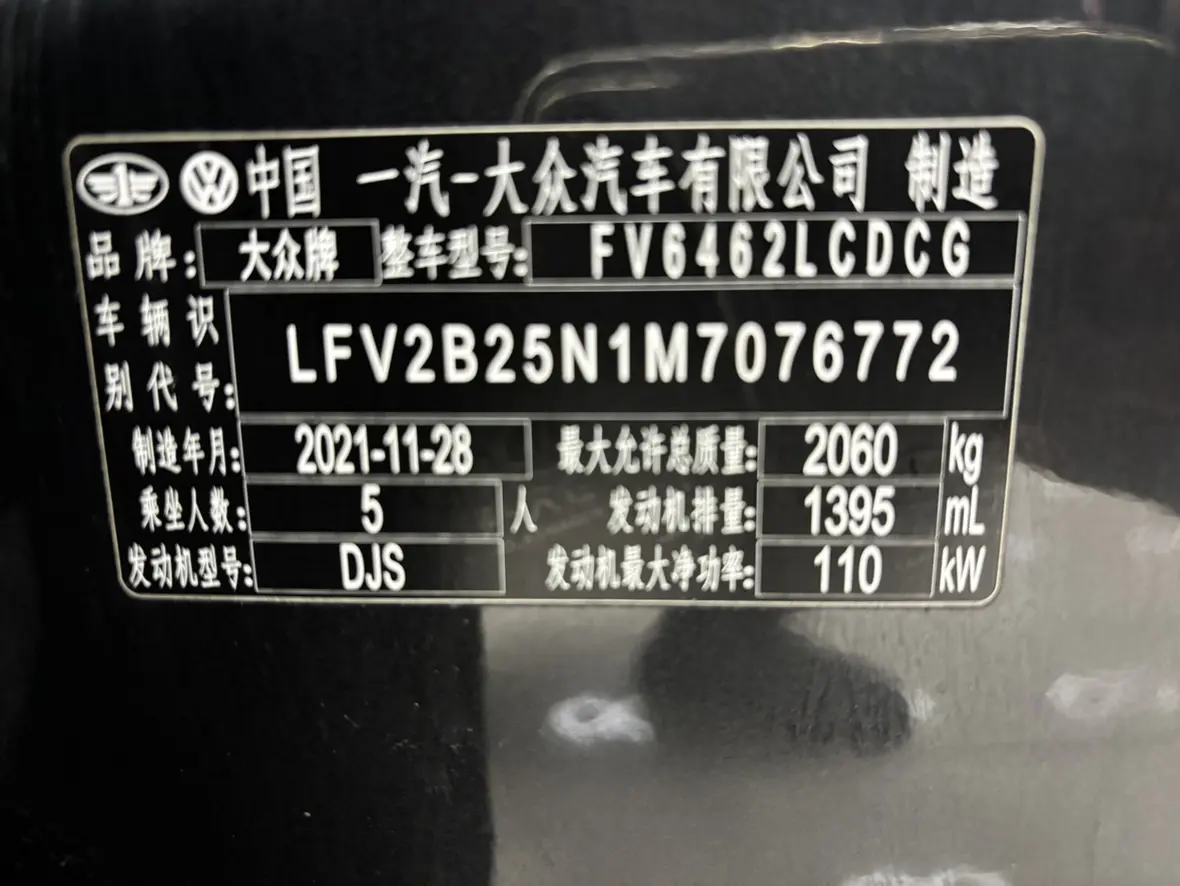 中国 一汽-大众汽车有限公司 制造
品牌: 大众牌 整车型号: FV6462LCDCG
车辆识别代号: LFV2B25N1M7076772
制造年月: 2021-11-28 最大允许总质量: 2060 kg
乘坐人数: 5 人 发动机排量: 1395 mL
发动机型号: DJS 发动机最大净功率: 110 kW